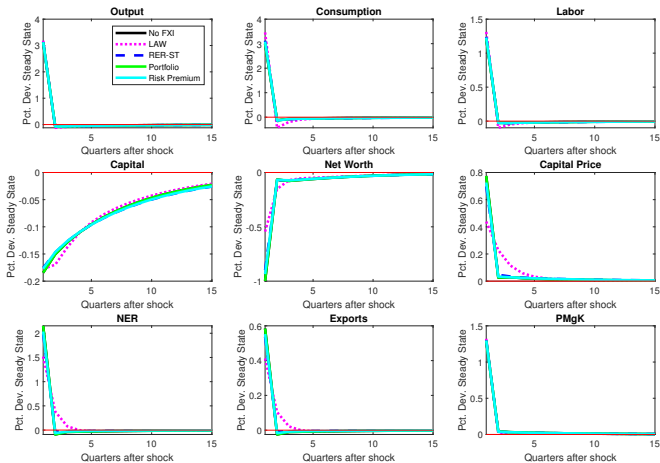 Output
Pct. Dev. Steady State
4
3
2
1
0
No FXI
LAW
RER-ST
Portfolio
Risk Premium
5
10
15
Quarters after shock
Consumption
Pct. Dev. Steady State
4
3
2
1
0
5
10
15
Quarters after shock
Labor
Pct. Dev. Steady State
1.5
1
0.5
0
5
10
15
Quarters after shock
Capital
Pct. Dev. Steady State
0
-0.05
-0.1
-0.15
-0.2
5
10
15
Quarters after shock
Net Worth
Pct. Dev. Steady State
0
-0.5
-1
5
10
15
Quarters after shock
Capital Price
Pct. Dev. Steady State
0.8
0.6
0.4
0.2
0
5
10
15
Quarters after shock
NER
Pct. Dev. Steady State
2
1.5
1
0.5
0
5
10
15
Quarters after shock
Exports
Pct. Dev. Steady State
0.6
0.4
0.2
0
5
10
15
Quarters after shock
PMgK
Pct. Dev. Steady State
1.5
1
0.5
0
5
10
15
Quarters after shock